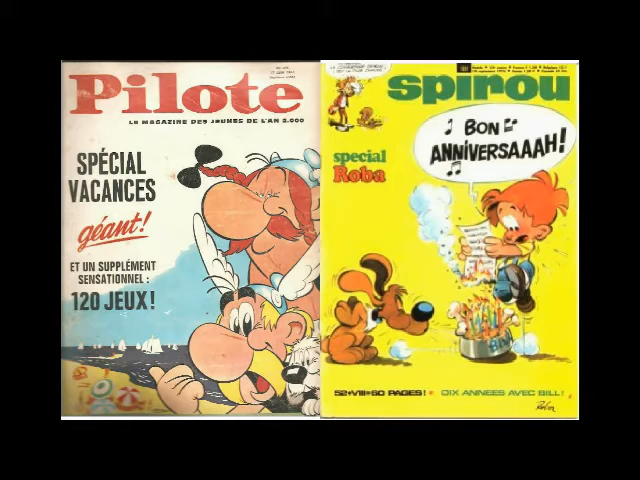 Pilote
LE MAGAZINE DES JEUNES DE L'AN 2.000
SPÉCIAL
VACANCES
géant!
ET UN SUPPLÉMENT
SENSATIONNEL :
120 JEUX!
spirou
special
Roba
BON
ANNIVERSAAAH!
52+VIII=60 PAGES! • DIX ANNEES AVEC BILL!
Roba